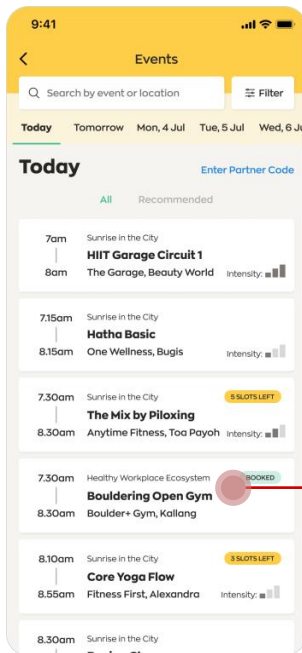 9:41
Events
Search by event or location
Filter
Today Tomorrow Mon, 4 Jul Tue, 5 Jul Wed, 6
Today
Enter Partner Code
All Recommended
7am Sunrise in the City
HIIT Garage Circuit 1
8am The Garage, Beauty World Intensity:
7.15am Sunrise in the City
Hatha Basic
8.15am One Wellness, Bugis Intensity:
7.30am Sunrise in the City 5 SLOTS LEFT
The Mix by Piloxing
8.30am Anytime Fitness, Toa Payoh Intensity:
7.30am Healthy Workplace Ecosystem BOOKED
Bouldering Open Gym
8.30am Boulder+ Gym, Kallang
8.10am Sunrise in the City 3 SLOTS LEFT
Core Yoga Flow
8.55am Fitness First, Alexandra Intensity:
8.30am Sunrise in the City